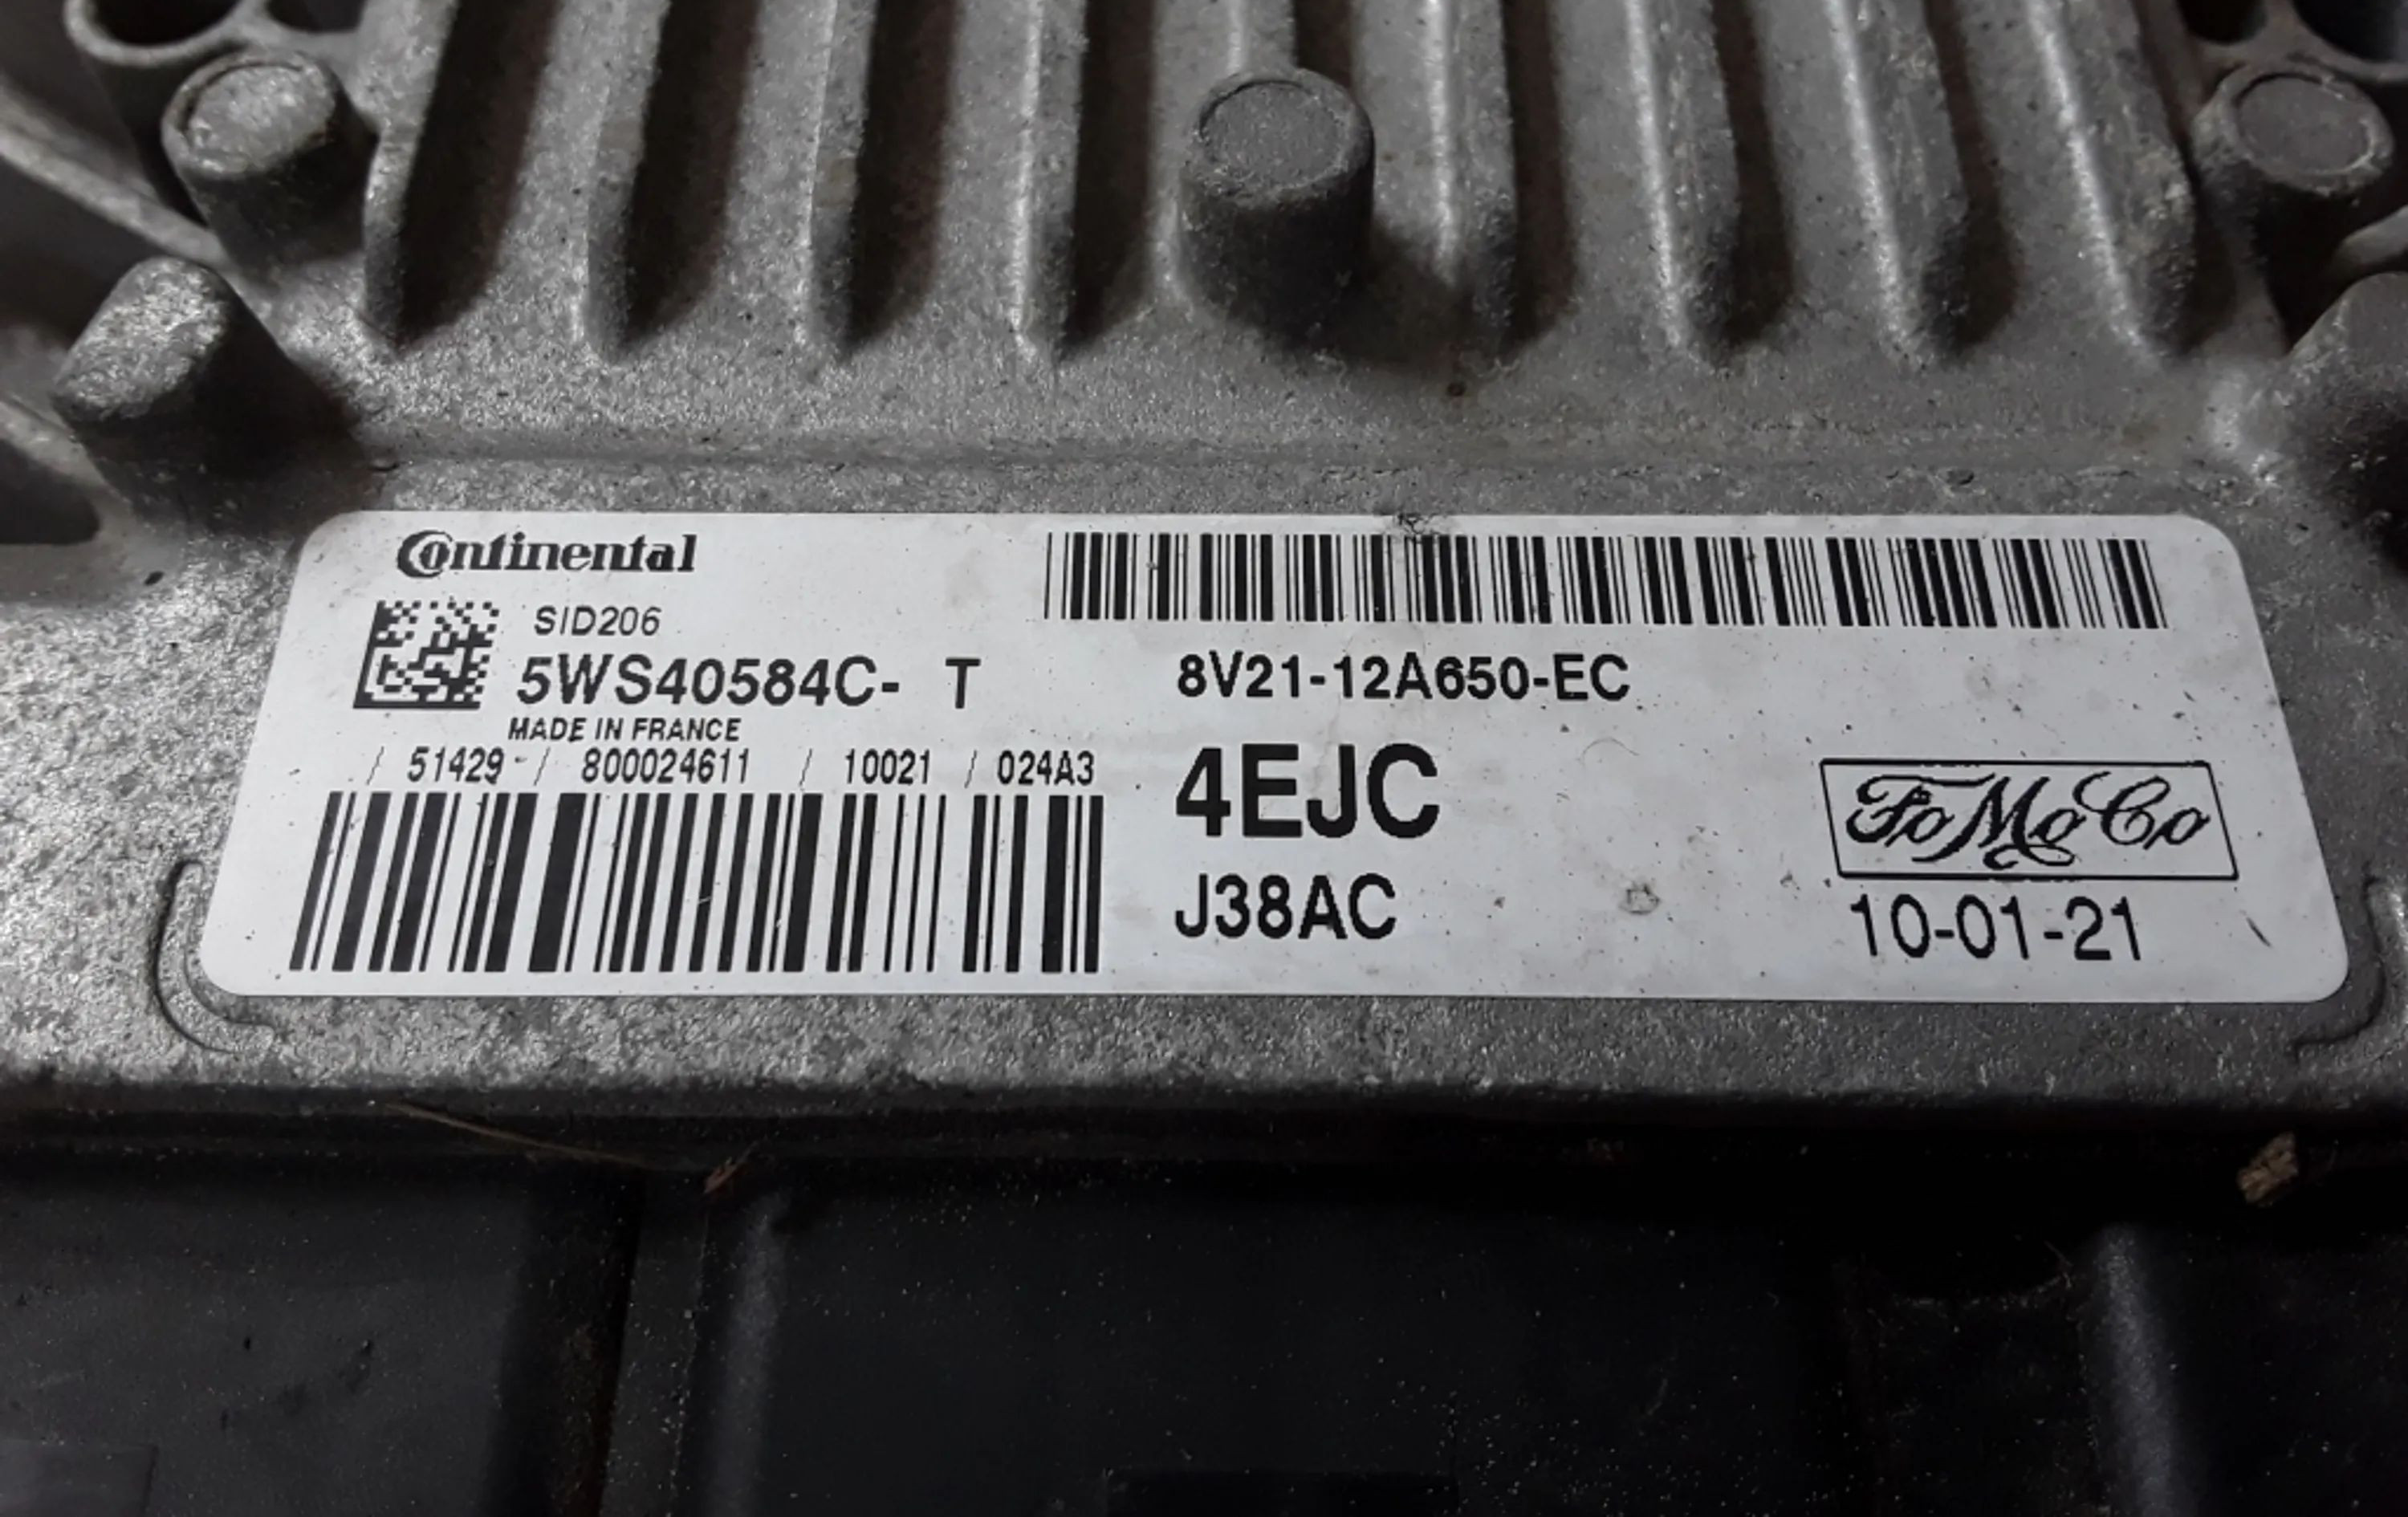 Continental
SID206
5WS40584C- T
MADE IN FRANCE
/ 51429 / 800024611 / 10021 / 024A3
8V21-12A650-EC
4EJC
J38AC
FoMoCo
10-01-21